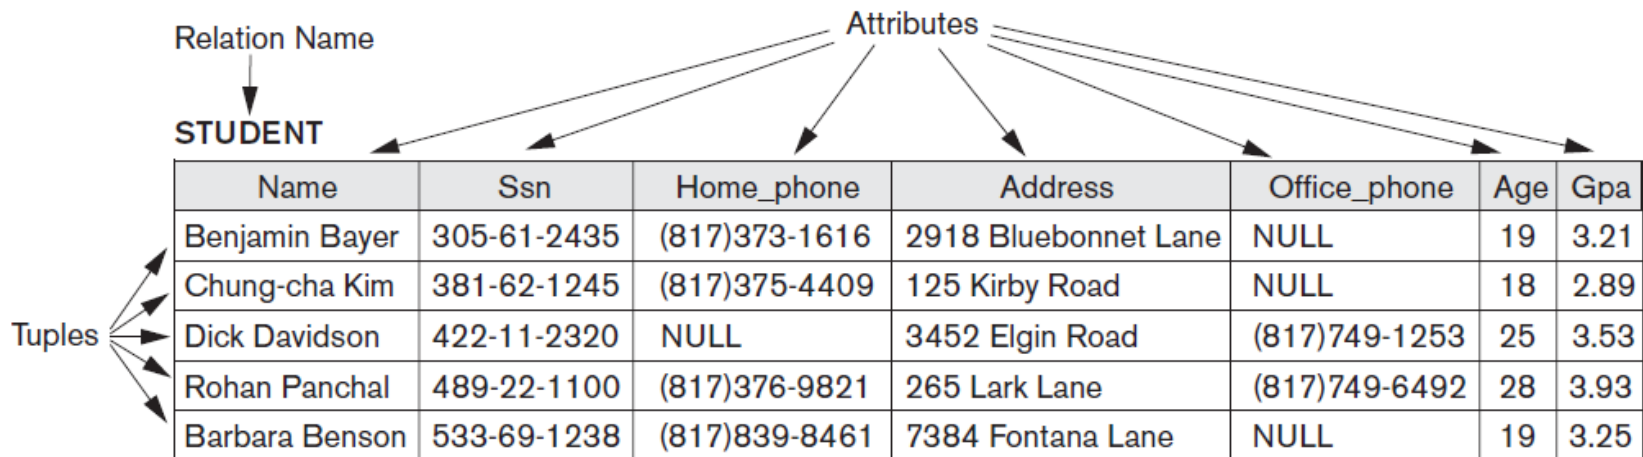 Attributes
Relation Name
STUDENT
Name Ssn Home_phone Address Office_phone Age Gpa
Benjamin Bayer 305-61-2435 (817)373-1616 2918 Bluebonnet Lane NULL 19 3.21
Chung-cha Kim 381-62-1245 (817)375-4409 125 Kirby Road NULL 18 2.89
Tuples Dick Davidson 422-11-2320 NULL 3452 Elgin Road (817)749-1253 25 3.53
Rohan Panchal 489-22-1100 (817)376-9821 265 Lark Lane (817)749-6492 28 3.93
Barbara Benson 533-69-1238 (817)839-8461 7384 Fontana Lane NULL 19 3.25